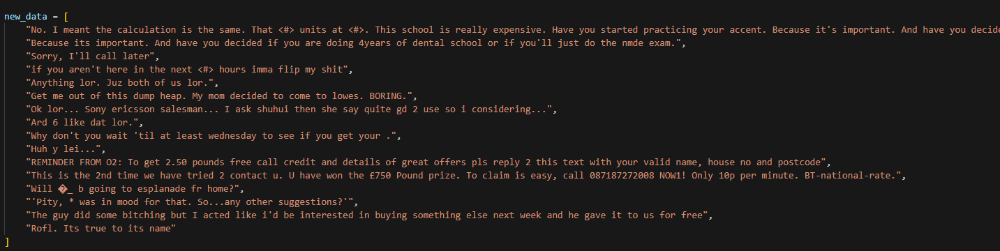 new_data = [
"No. I meant the calculation is the same. That <#> units at <#>. This school is really expensive. Have you started practicing your accent. Because it's important. And have you decide
"Because its important. And have you decided if you are doing 4years of dental school or if you'll just do the nmde exam.",
"Sorry, I'll call later",
"if you aren't here in the next <#> hours imma flip my shit",
"Anything lor. Juz both of us lor.",
"Get me out of this dump heap. My mom decided to come to lowes. BORING.",
"Ok lor... Sony ericsson salesman... I ask shuhui then she say quite gd 2 use so i considering...",
"Ard 6 like dat lor.",
"Why don't you wait 'til at least wednesday to see if you get your .",
"Huh y lei...",
"REMINDER FROM O2: To get 2.50 pounds free call credit and details of great offers pls reply 2 this text with your valid name, house no and postcode",
"This is the 2nd time we have tried 2 contact u. U have won the £750 Pound prize. To claim is easy, call 087187272008 NOW1! Only 10p per minute. BT-national-rate.",
"Will �_ b going to esplanade fr home?",
"'Pity, * was in mood for that. So...any other suggestions?'",
"The guy did some bitching but I acted like i'd be interested in buying something else next week and he gave it to us for free",
"Rofl. Its true to its name"
]